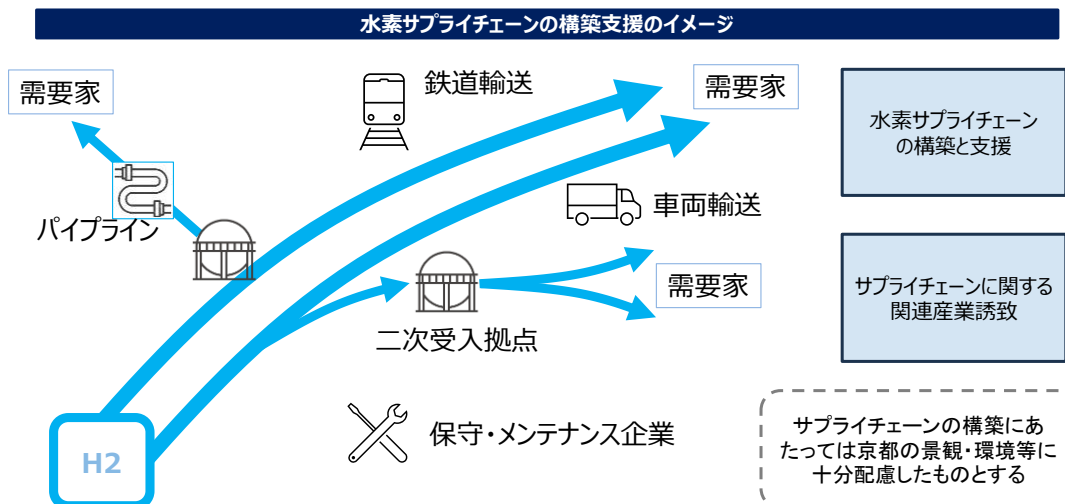 水素サプライチェーンの構築支援のイメージ
需要家
鉄道輸送
需要家
水素サプライチェーン
の構築と支援
パイプライン
車両輸送
需要家
サプライチェーンに関する
関連産業誘致
二次受入拠点
保守・メンテナンス企業
H2
サプライチェーンの構築にあ
たっては京都の景観・環境等に
十分配慮したものとする